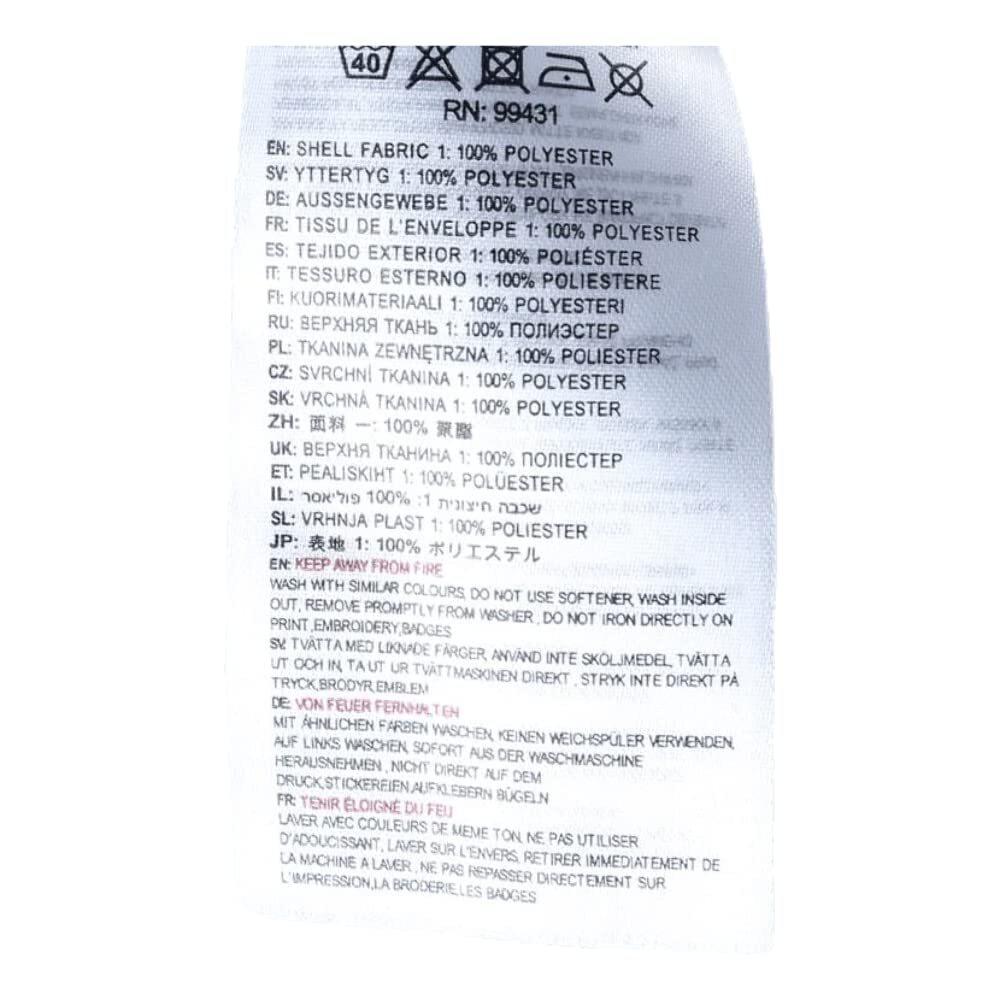 40
RN: 99431
EN: SHELL FABRIC 1: 100% POLYESTER
SV: YTTERTYG 1: 100% POLYESTER
DE: AUSSENGEWEBE 1: 100% POLYESTER
FR: TISSU DE L'ENVELOPPE 1: 100% POLYESTER
ES: TEJIDO EXTERIOR 1: 100% POLIÉSTER
IT: TESSURO ESTERNO 1: 100% POLIESTERE
FI: KUORIMATERIAALI 1: 100% POLYESTERI
RU: ВЕРХНЯЯ ТКАНЬ 1: 100% ПОЛИЭСТЕР
PL: TKANINA ZEWNĘTRZNA 1: 100% POLIESTER
CZ: SVRCHNÍ TKANINA 1: 100% POLYESTER
SK: VRCHNÁ TKANINA 1: 100% POLYESTER
ZH: 面料 一: 100% 聚酯
UK: ВЕРХНЯ ТКАНИНА 1: 100% ПОЛІЕСТЕР
ET: PEALISKIHT 1: 100% POLÜESTER
IL: שכבה חיצונית 1: 100% פוליאסר
SL: VRHNJA PLAST 1: 100% POLIESTER
JP: 表地 1: 100% ポリエステル
EN: KEEP AWAY FROM FIRE
WASH WITH SIMILAR COLOURS, DO NOT USE SOFTENER, WASH INSIDE
OUT, REMOVE PROMPTLY FROM WASHER , DO NOT IRON DIRECTLY ON
PRINT,EMBROIDERY,BADGES
SV: TVÄTTA MED LIKNADE FÄRGER, ANVÄND INTE SKÖLJMEDEL, TVÄTTA
UT OCH IN, TA UT UR TVÄTTMASKINEN DIREKT , STRYK INTE DIREKT PÅ
TRYCK,BRODYR,EMBLEM
DE: VON FEUER FERNHALTEN
MIT ÄHNLICHEN FARBEN WASCHEN, KEINEN WEICHSPÜLER VERWENDEN,
AUF LINKS WASCHEN, SOFORT AUS DER WASCHMASCHINE
HERAUSNEHMEN , NICHT DIREKT AUF DEM
DRUCK,STICKEREIEN,AUFKLEBERN BÜGELN
FR: TENIR ÉLOIGNÉ DU FEU
LAVER AVEC COULEURS DE MEME TON, NE PAS UTILISER
D'ADOUCISSANT, LAVER SUR L'ENVERS, RETIRER IMMEDIATEMENT DE
LA MACHINE A LAVER , NE PAS REPASSER DIRECTEMENT SUR
L'IMPRESSION,LA BRODERIE,LES BADGES